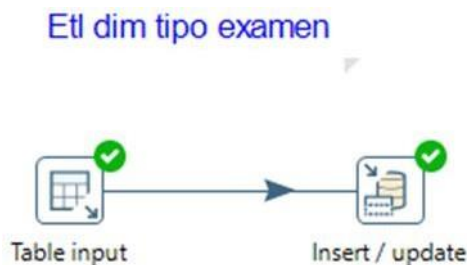 Etl dim tipo examen
Table input
Insert / update